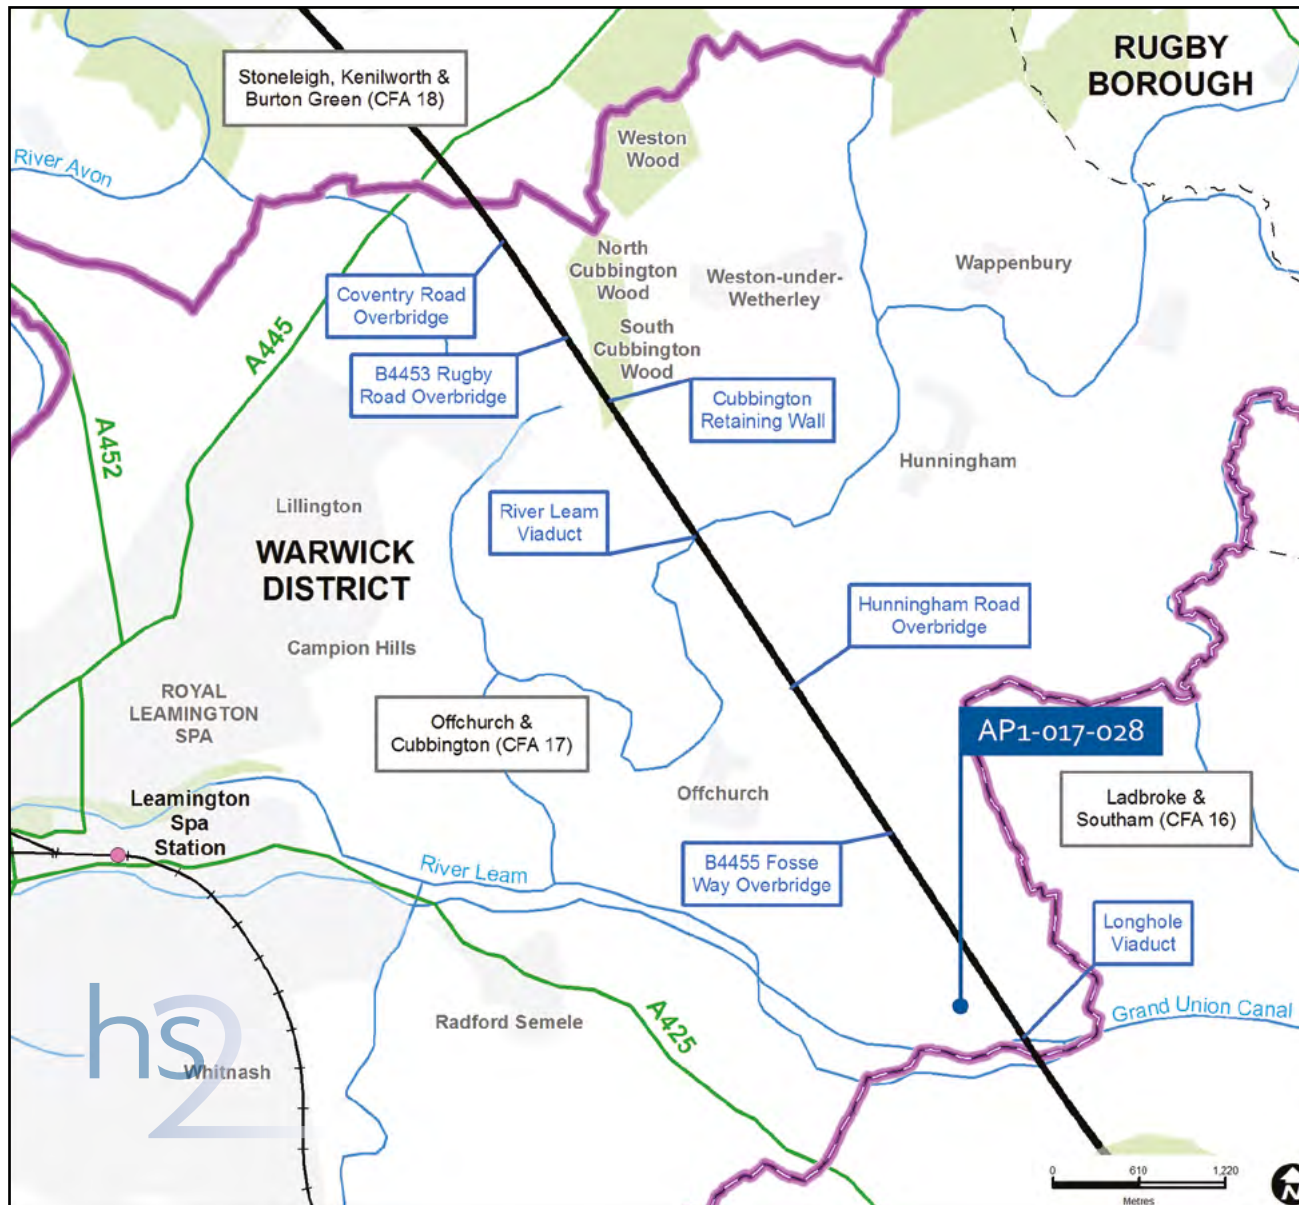 RUGBY
BOROUGH
Stoneleigh, Kenilworth &
Burton Green (CFA 18)
Weston
Wood
River Avon
North
Cubbington
Wood
Weston-under-
Wetherley
Wappenbury
Coventry Road
Overbridge
A445
South
Cubbington
Wood
B4453 Rugby
Road Overbridge
Cubbington
Retaining Wall
A452
Hunningham
Lillington
River Leam
Viaduct
WARWICK
DISTRICT
Hunningham Road
Overbridge
Campion Hills
ROYAL
LEAMINGTON
SPA
Offchurch &
Cubbington (CFA 17)
AP1-017-028
Offchurch
Ladbroke &
Southam (CFA 16)
Leamington
Spa
Station
River Leam
B4455 Fosse
Way Overbridge
Longhole
Viaduct
Radford Semele
A425
Grand Union Canal
hs2
Whitnash
0 610 1,220
Metres
N